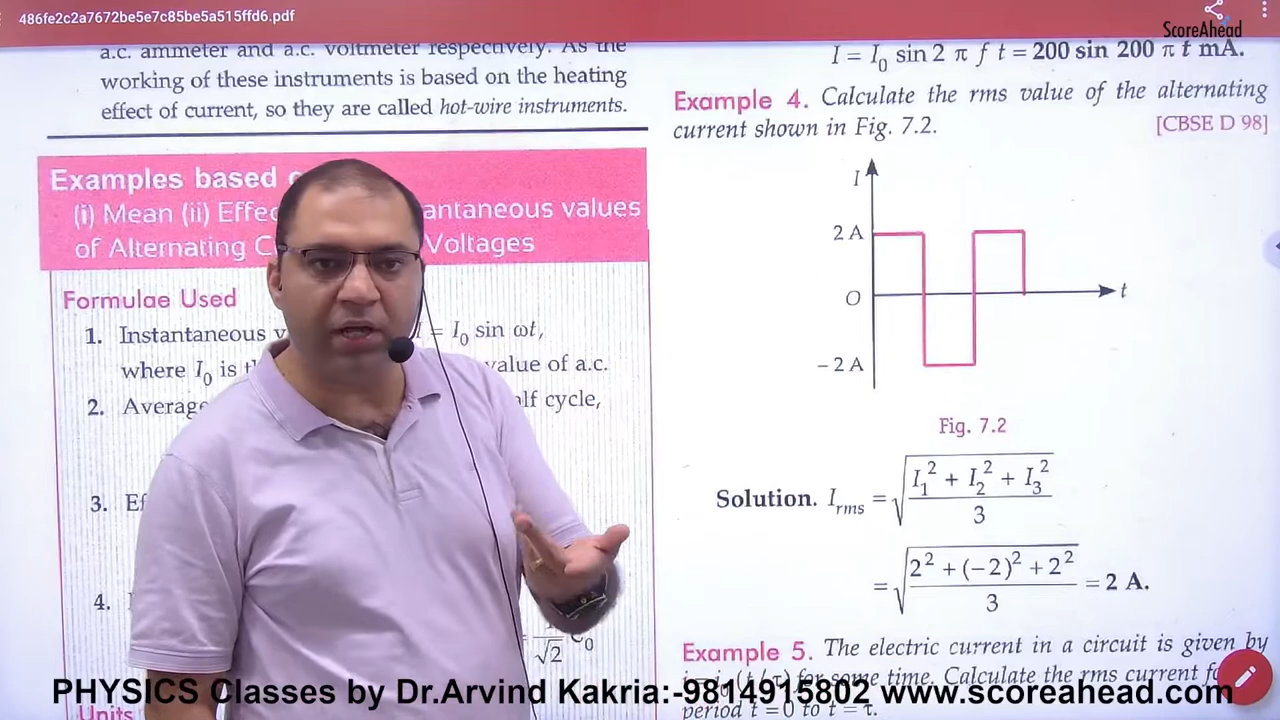 486fe2c2a7672be5e7c85be5a515ffd6.pdf
ScoreAhead
a.c. ammeter and a.c. voltmeter respectively. As the
working of these instruments is based on the heating
effect of current, so they are called hot-wire instruments.
Examples based
(i) Mean (ii) Effe antaneous values
of Alternating C Voltages
Formulae Used
1. Instantaneous v = I₀ sin ωt,
where I₀ is t value of a.c.
2. Average lf cycle,
3. Ef
4.
1/√2 ε₀
Units
I = I₀ sin 2 π f t = 200 sin 200 π t mA.
Example 4. Calculate the rms value of the alternating
current shown in Fig. 7.2. [CBSE D 98]
I
2 A
O
t
– 2 A
Fig. 7.2
Solution. I_rms = √((I₁² + I₂² + I₃²)/3)
= √((2² + (−2)² + 2²)/3) = 2 A.
Example 5. The electric current in a circuit is given by
i = i₀ (t / τ) for some time. Calculate the rms current fo
period t = 0 to t = τ.
PHYSICS Classes by Dr.Arvind Kakria:-9814915802 www.scoreahead.com